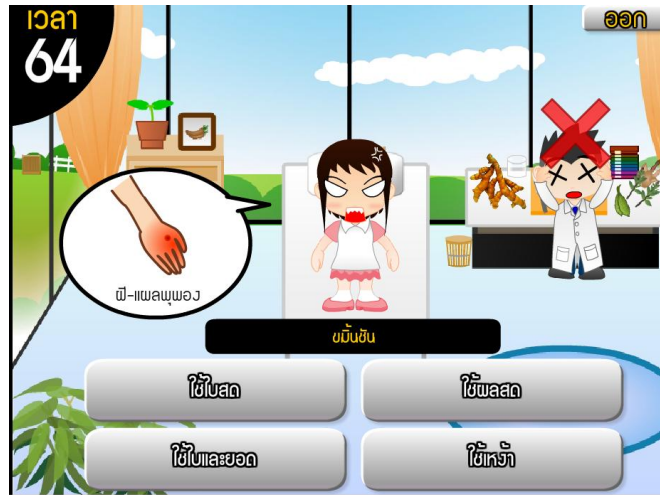 เวลา
64
ออก
ฝี-แผลพุพอง
ขมิ้นชัน
ใช้ใบสด
ใช้ผลสด
ใช้ใบและยอด
ใช้เหง้า